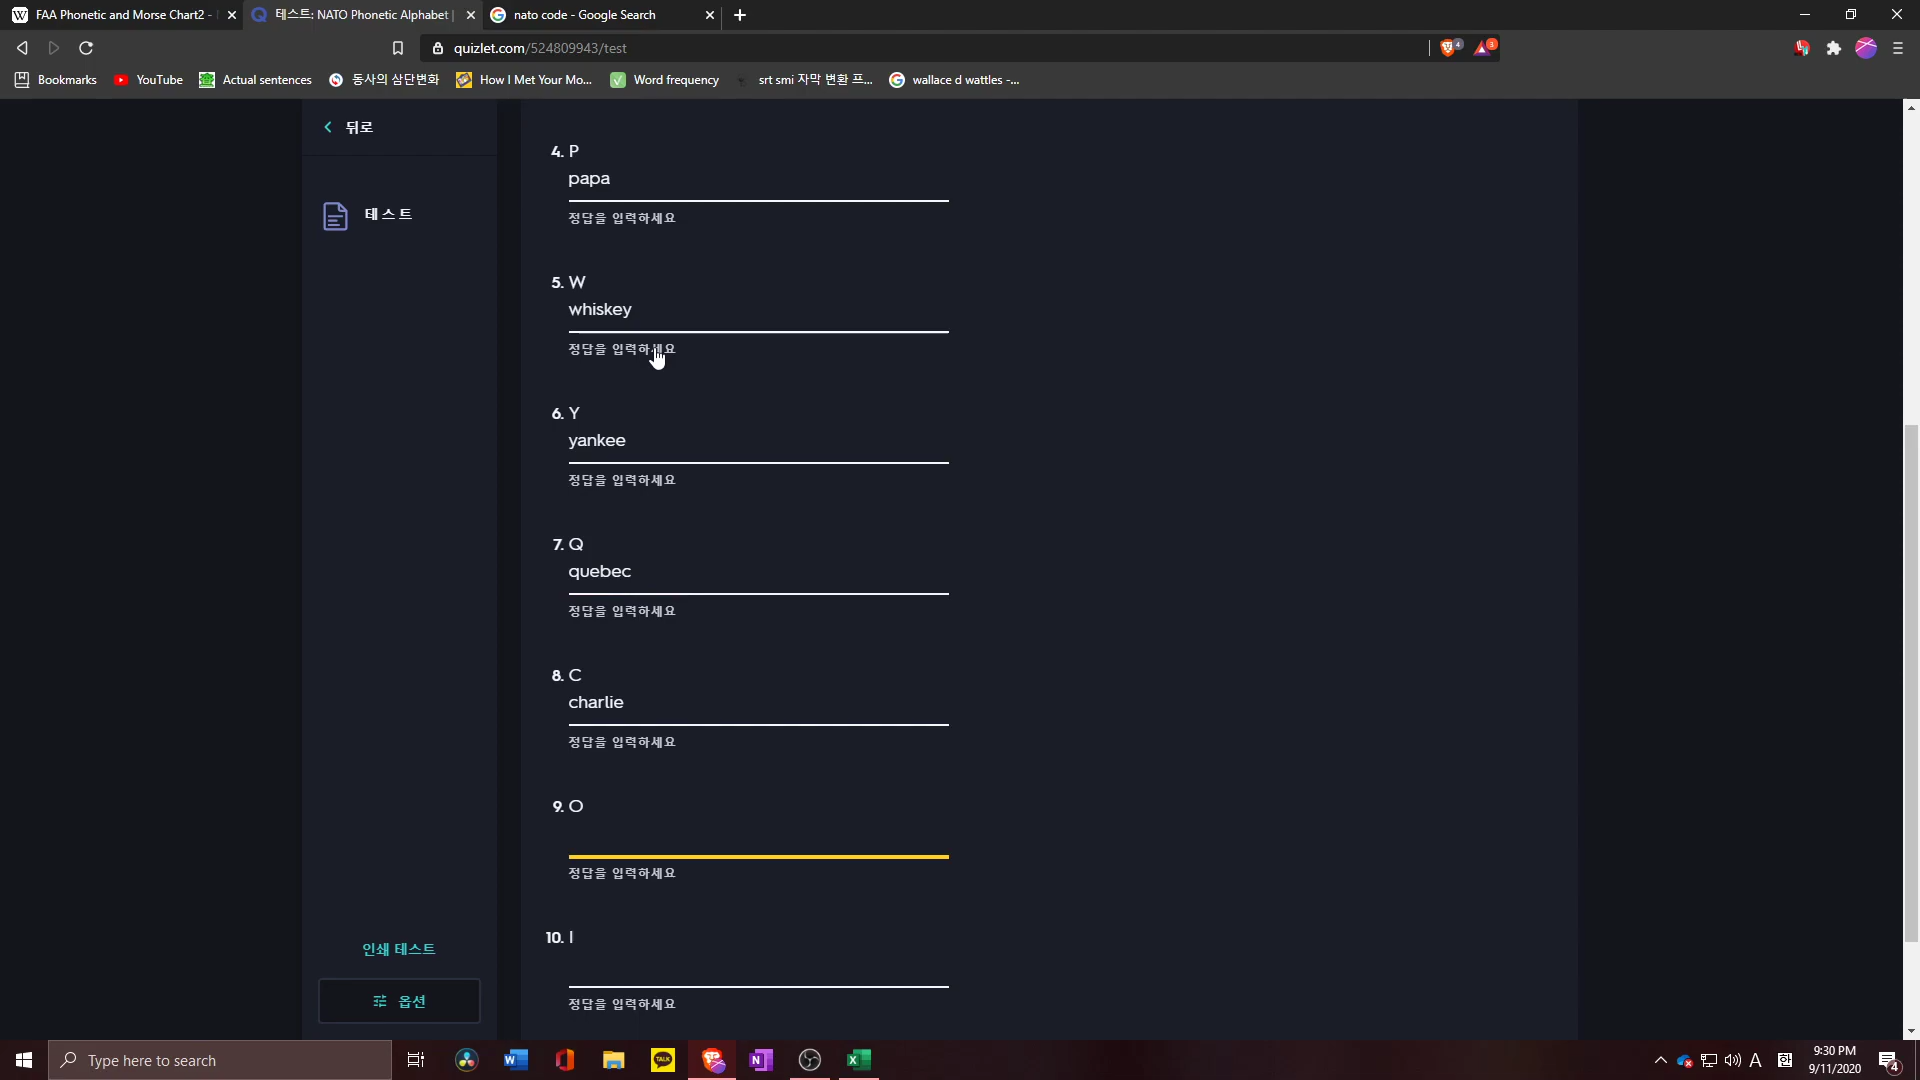 FAA Phonetic and Morse Chart2 -
테스트: NATO Phonetic Alphabet |
nato code - Google Search
quizlet.com/524809943/test
4
3
Bookmarks
YouTube
Actual sentences
동사의 삼단변화
How I Met Your Mo...
Word frequency
srt smi 자막 변환 프...
wallace d wattles -...
뒤로
테스트
4. P
papa
정답을 입력하세요
5. W
whiskey
정답을 입력하세요
6. Y
yankee
정답을 입력하세요
7. Q
quebec
정답을 입력하세요
8. C
charlie
정답을 입력하세요
9. O
정답을 입력하세요
10. I
정답을 입력하세요
인쇄 테스트
옵션
Type here to search
TALK
A
한
9:30 PM
9/11/2020
4